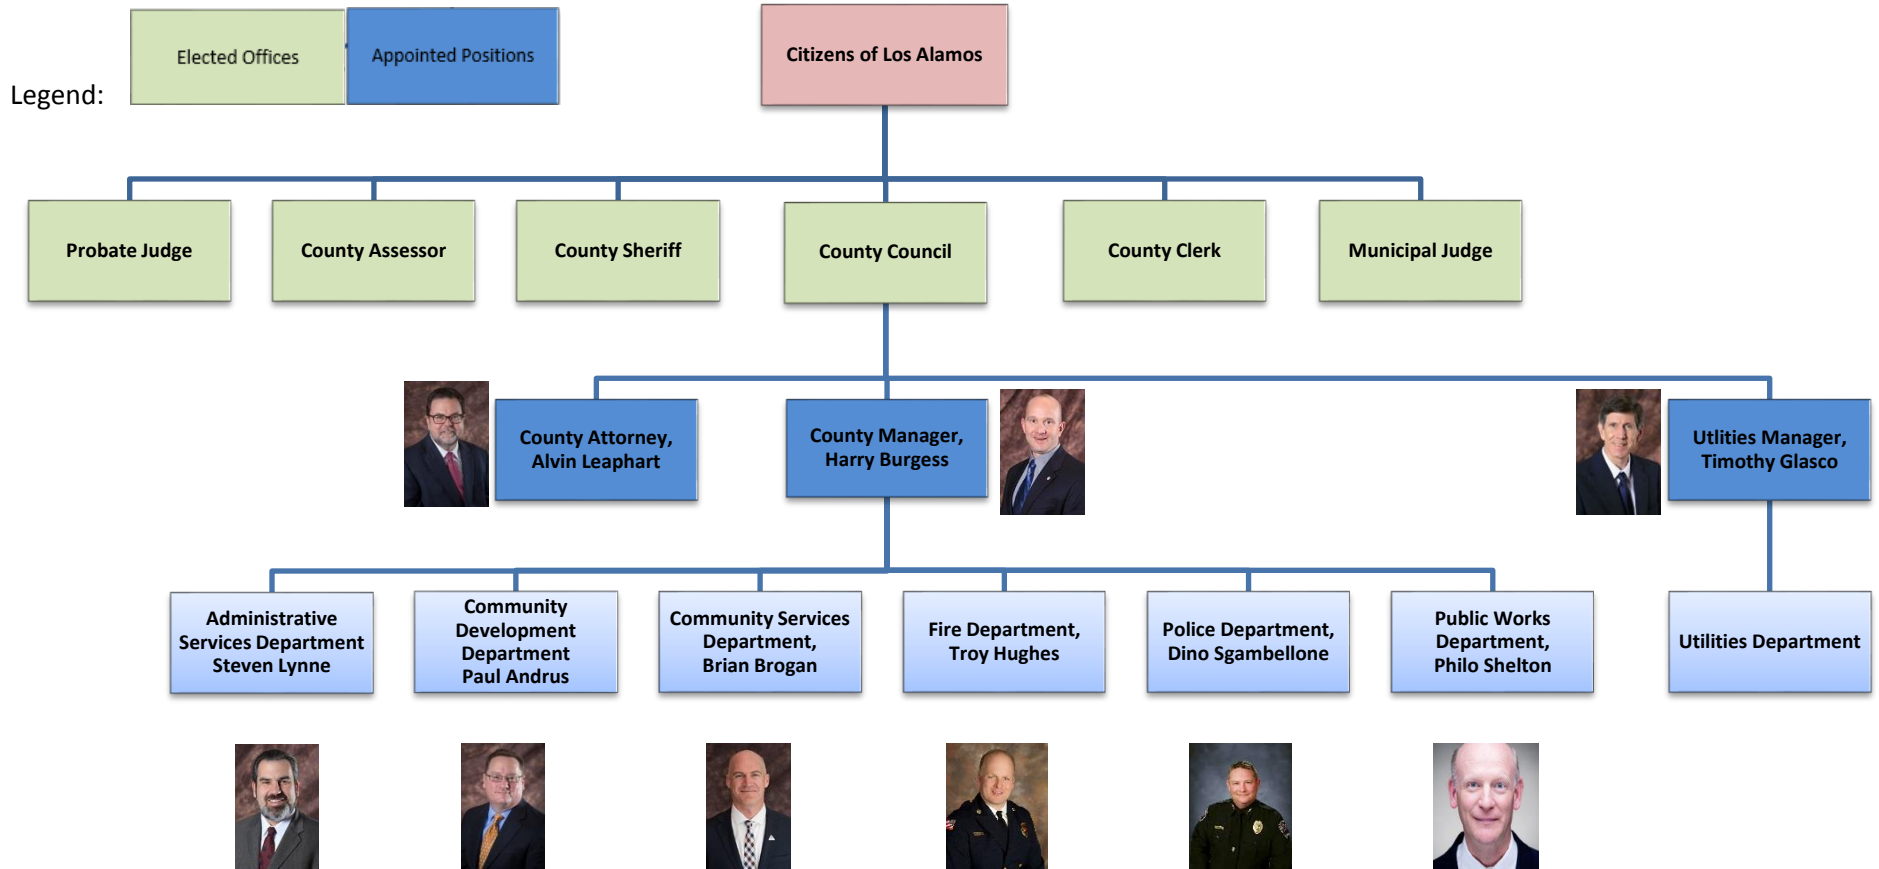 Elected Offices
Appointed Positions
Legend:
Citizens of Los Alamos
Probate Judge
County Assessor
County Sheriff
County Council
County Clerk
Municipal Judge
County Attorney,
Alvin Leaphart
County Manager,
Harry Burgess
Utlities Manager,
Timothy Glasco
Administrative
Services Department
Steven Lynne
Community
Development
Department
Paul Andrus
Community Services
Department,
Brian Brogan
Fire Department,
Troy Hughes
Police Department,
Dino Sgambellone
Public Works
Department,
Philo Shelton
Utilities Department